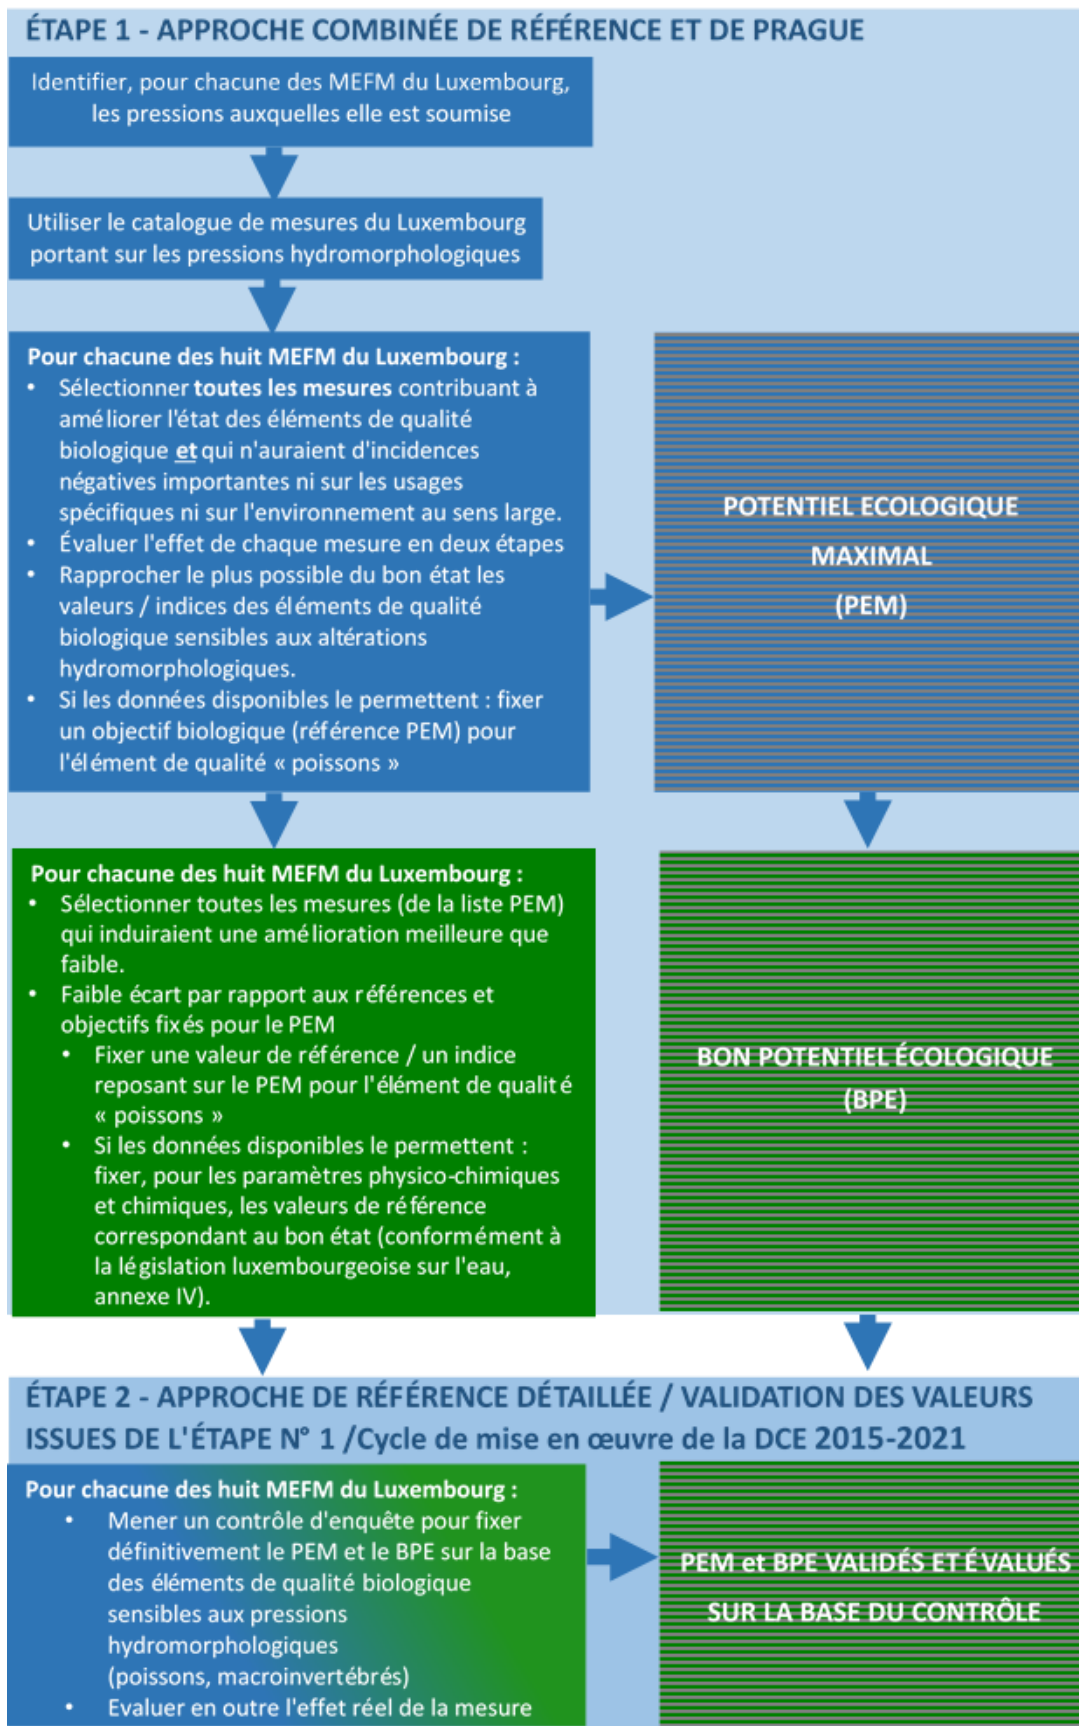 ÉTAPE 1 - APPROCHE COMBINÉE DE RÉFÉRENCE ET DE PRAGUE
Identifier, pour chacune des MEFM du Luxembourg,
les pressions auxquelles elle est soumise
Utiliser le catalogue de mesures du Luxembourg
portant sur les pressions hydromorphologiques
Pour chacune des huit MEFM du Luxembourg :
• Sélectionner toutes les mesures contribuant à
améliorer l'état des éléments de qualité
biologique et qui n'auraient d'incidences
négatives importantes ni sur les usages
spécifiques ni sur l'environnement au sens large.
• Évaluer l'effet de chaque mesure en deux étapes
• Rapprocher le plus possible du bon état les
valeurs / indices des éléments de qualité
biologique sensibles aux altérations
hydromorphologiques.
• Si les données disponibles le permettent : fixer
un objectif biologique (référence PEM) pour
l'élément de qualité « poissons »
POTENTIEL ECOLOGIQUE
MAXIMAL
(PEM)
Pour chacune des huit MEFM du Luxembourg :
• Sélectionner toutes les mesures (de la liste PEM)
qui induiraient une amélioration meilleure que
faible.
• Faible écart par rapport aux références et
objectifs fixés pour le PEM
• Fixer une valeur de référence / un indice
reposant sur le PEM pour l'élément de qualité
« poissons »
• Si les données disponibles le permettent :
fixer, pour les paramètres physico-chimiques
et chimiques, les valeurs de référence
correspondant au bon état (conformément à
la législation luxembourgeoise sur l'eau,
annexe IV).
BON POTENTIEL ÉCOLOGIQUE
(BPE)
ÉTAPE 2 - APPROCHE DE RÉFÉRENCE DÉTAILLÉE / VALIDATION DES VALEURS
ISSUES DE L'ÉTAPE N° 1 /Cycle de mise en œuvre de la DCE 2015-2021
Pour chacune des huit MEFM du Luxembourg :
• Mener un contrôle d'enquête pour fixer
définitivement le PEM et le BPE sur la base
des éléments de qualité biologique
sensibles aux pressions
hydromorphologiques
(poissons, macroinvertébrés)
• Evaluer en outre l'effet réel de la mesure
PEM et BPE VALIDÉS ET ÉVALUÉS
SUR LA BASE DU CONTRÔLE